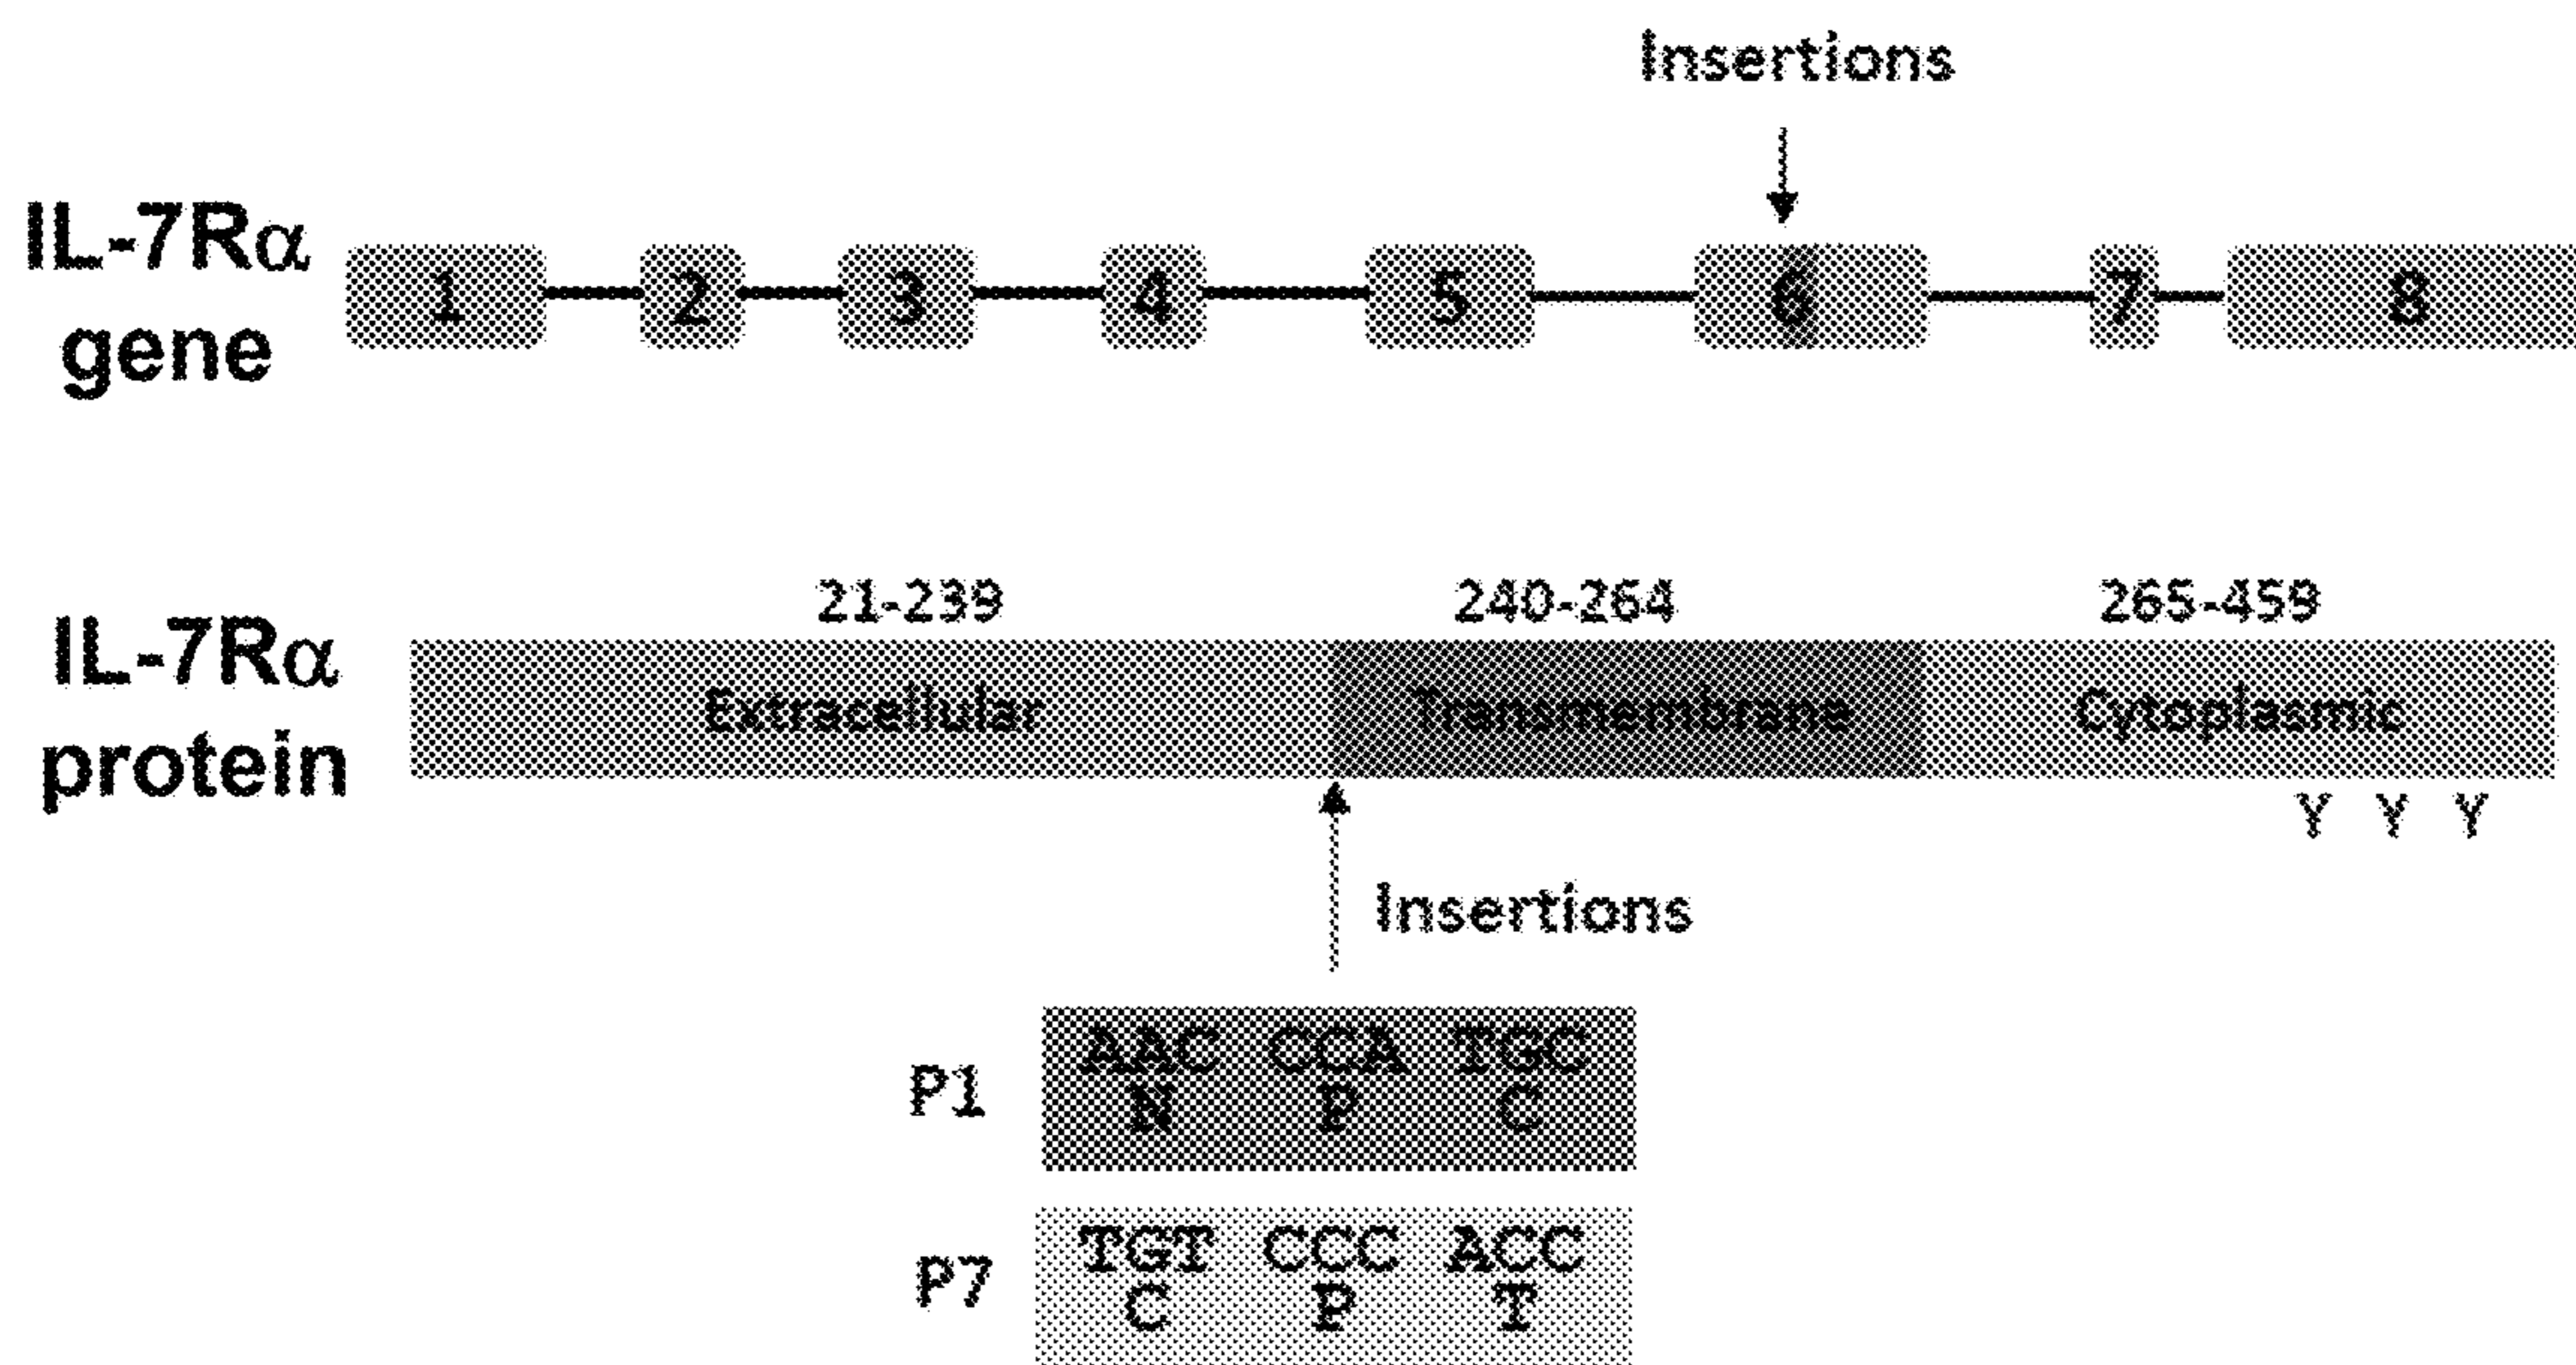 Insertions
IL-7Rα
gene
1 2 3 4 5 6 7 8
21-239 240-264 265-459
IL-7Rα
protein
Extracellular Transmembrane Cytoplasmic
Y Y Y
Insertions
P1
AAC CCA TGC
N P C
P7
TGT CCC ACC
C P T